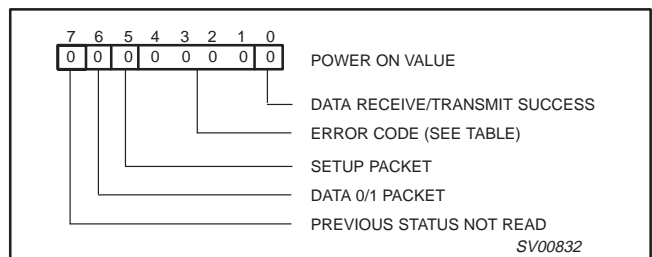 7 6 5 4 3 2 1 0
0 0 0 0 0 0 0 0 POWER ON VALUE
DATA RECEIVE/TRANSMIT SUCCESS
ERROR CODE (SEE TABLE)
SETUP PACKET
DATA 0/1 PACKET
PREVIOUS STATUS NOT READ
SV00832